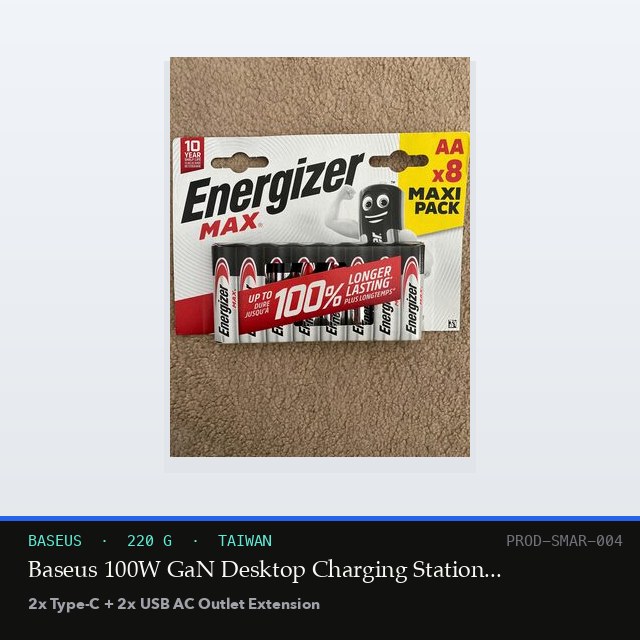 10
YEAR
Energizer
MAX
AA
x8
MAXI
PACK
UP TO
DURE
JUSQU'À
100%
LONGER
LASTING
PLUS LONGTEMPS
Energizer MAX
Energizer
BASEUS · 220 G · TAIWAN
PROD-SMAR-004
Baseus 100W GaN Desktop Charging Station...
2x Type-C + 2x USB AC Outlet Extension